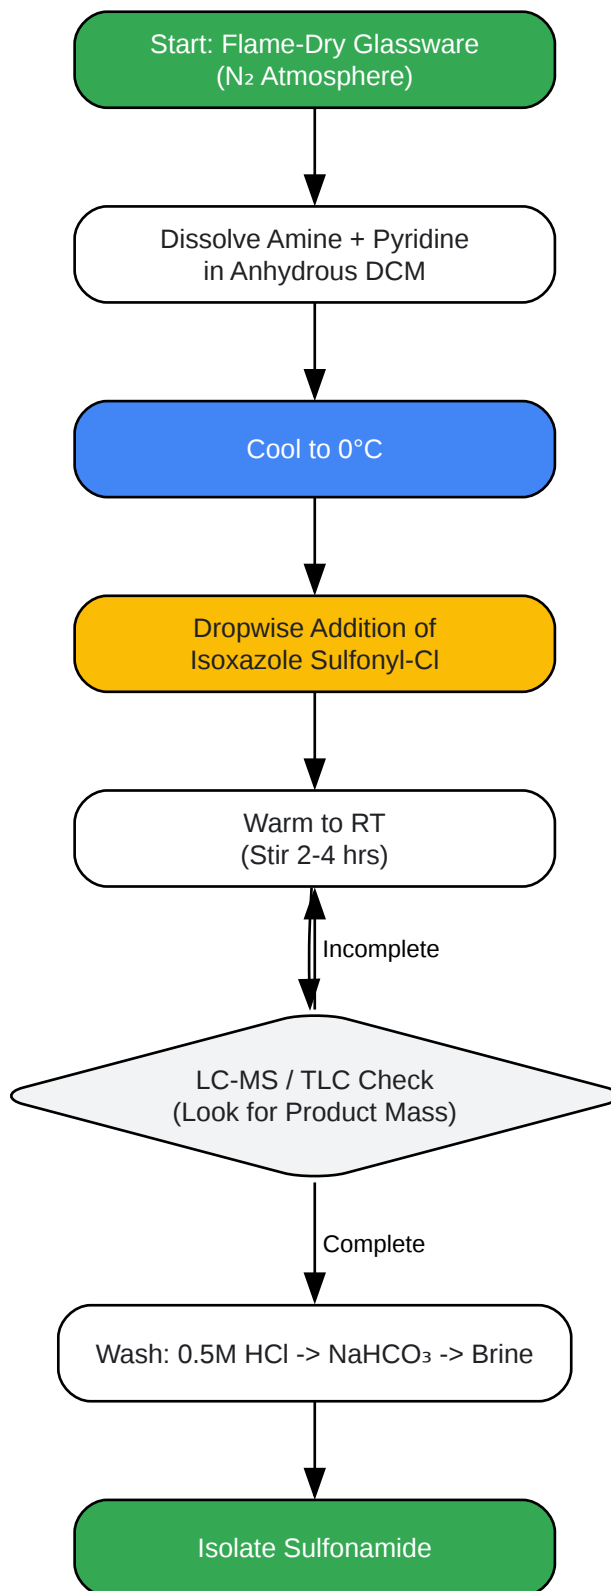 Start: Flame-Dry Glassware
(N₂ Atmosphere)
Dissolve Amine + Pyridine
in Anhydrous DCM
Cool to 0°C
Dropwise Addition of
Isoxazole Sulfonyl-Cl
Warm to RT
(Stir 2-4 hrs)
Incomplete
LC-MS / TLC Check
(Look for Product Mass)
Complete
Wash: 0.5M HCl -> NaHCO₃ -> Brine
Isolate Sulfonamide